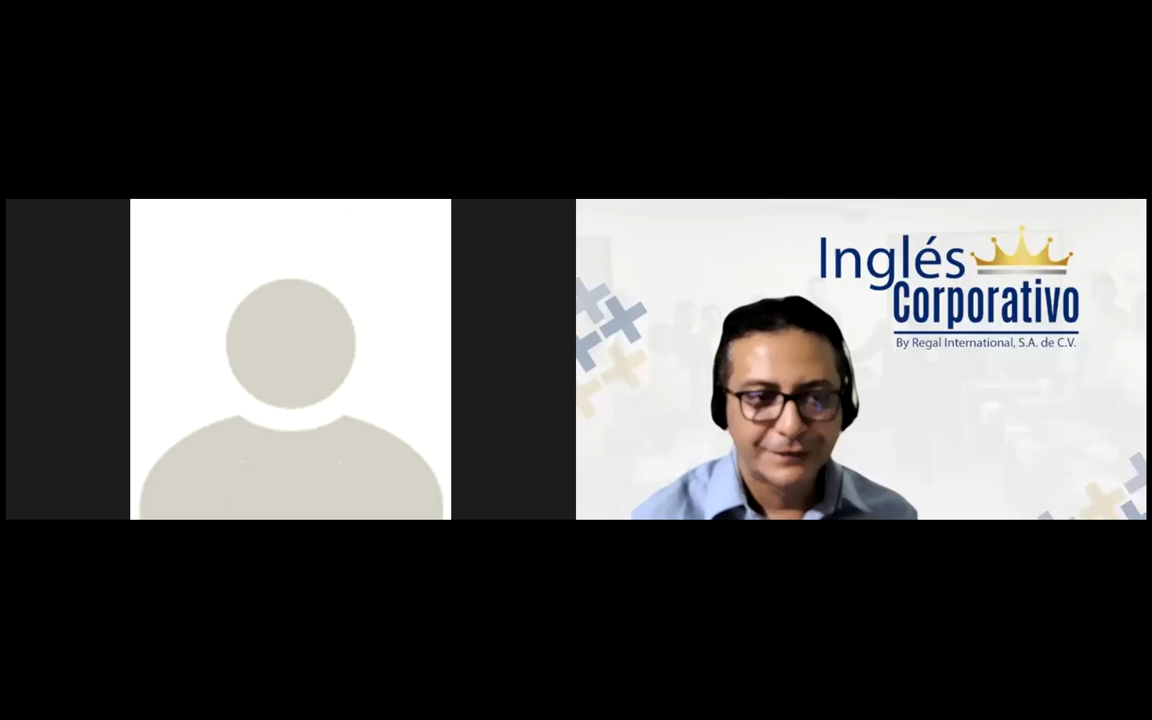 Inglés
Corporativo
By Regal International, S.A. de C.V.